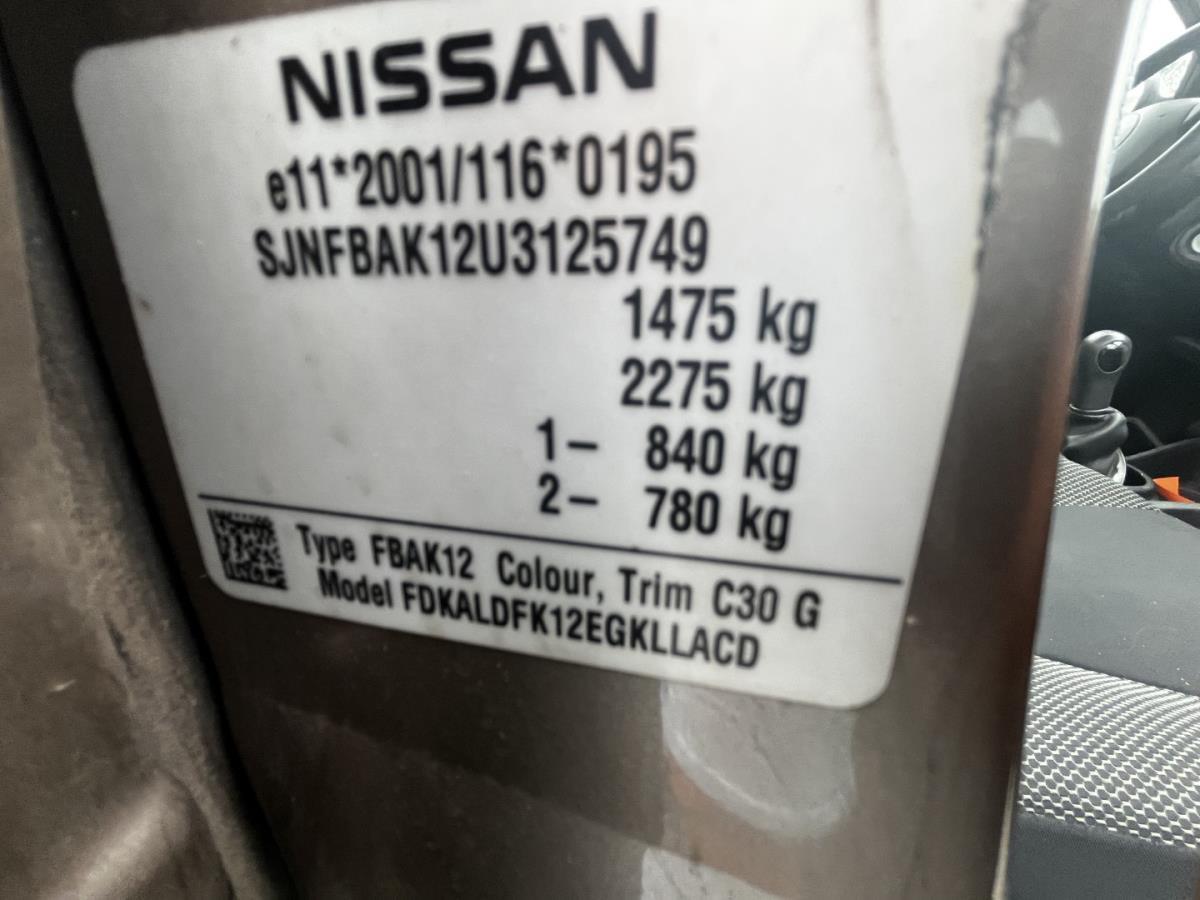 NISSAN
e11*2001/116*0195
SJNFBAK12U3125749
1475 kg
2275 kg
1– 840 kg
2– 780 kg
Type FBAK12 Colour, Trim C30 G
Model FDKALDFK12EGKLLACD